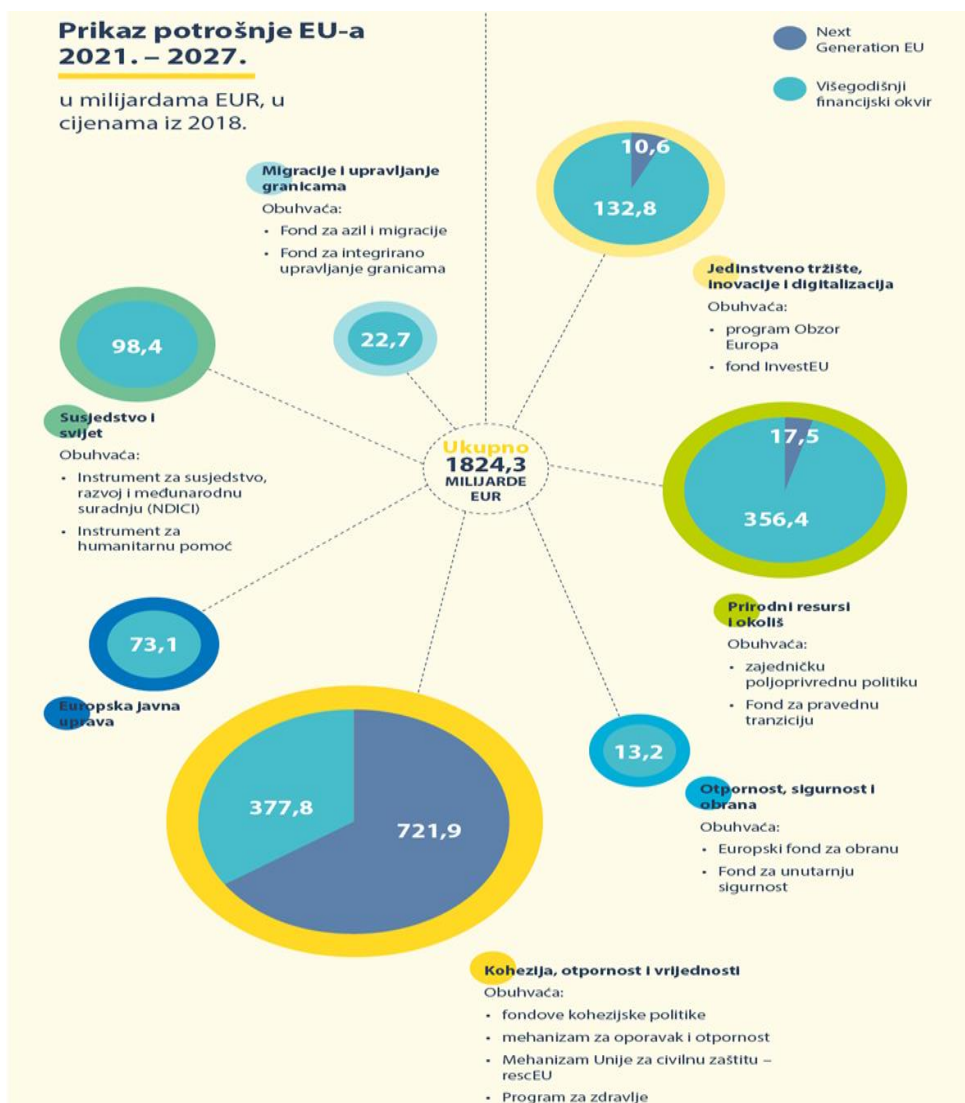 Prikaz potrošnje EU-a
2021. – 2027.
u milijardama EUR, u
cijenama iz 2018.
Next
Generation EU
Višegodišnji
financijski okvir
10,6
132,8
Jedinstveno tržište,
inovacije i digitalizacija
Obuhvaća:
• program Obzor
Europa
• fond InvestEU
Migracije i upravljanje
granicama
Obuhvaća:
• Fond za azil i migracije
• Fond za integrirano
upravljanje granicama
22,7
98,4
Susjedstvo i
svijet
Obuhvaća:
• Instrument za susjedstvo,
razvoj i međunarodnu
suradnju (NDICI)
• Instrument za
humanitarnu pomoć
Ukupno
1824,3
MILIJARDE
EUR
17,5
356,4
Prirodni resursi
i okoliš
Obuhvaća:
• zajedničku
poljoprivrednu politiku
• Fond za pravednu
tranziciju
73,1
Europska javna
uprava
13,2
Otpornost, sigurnost i
obrana
Obuhvaća:
• Europski fond za obranu
• Fond za unutarnju
sigurnost
377,8
721,9
Kohezija, otpornost i vrijednosti
Obuhvaća:
• fondove kohezijske politike
• mehanizam za oporavak i otpornost
• Mehanizam Unije za civilnu zaštitu –
rescEU
• Program za zdravlje